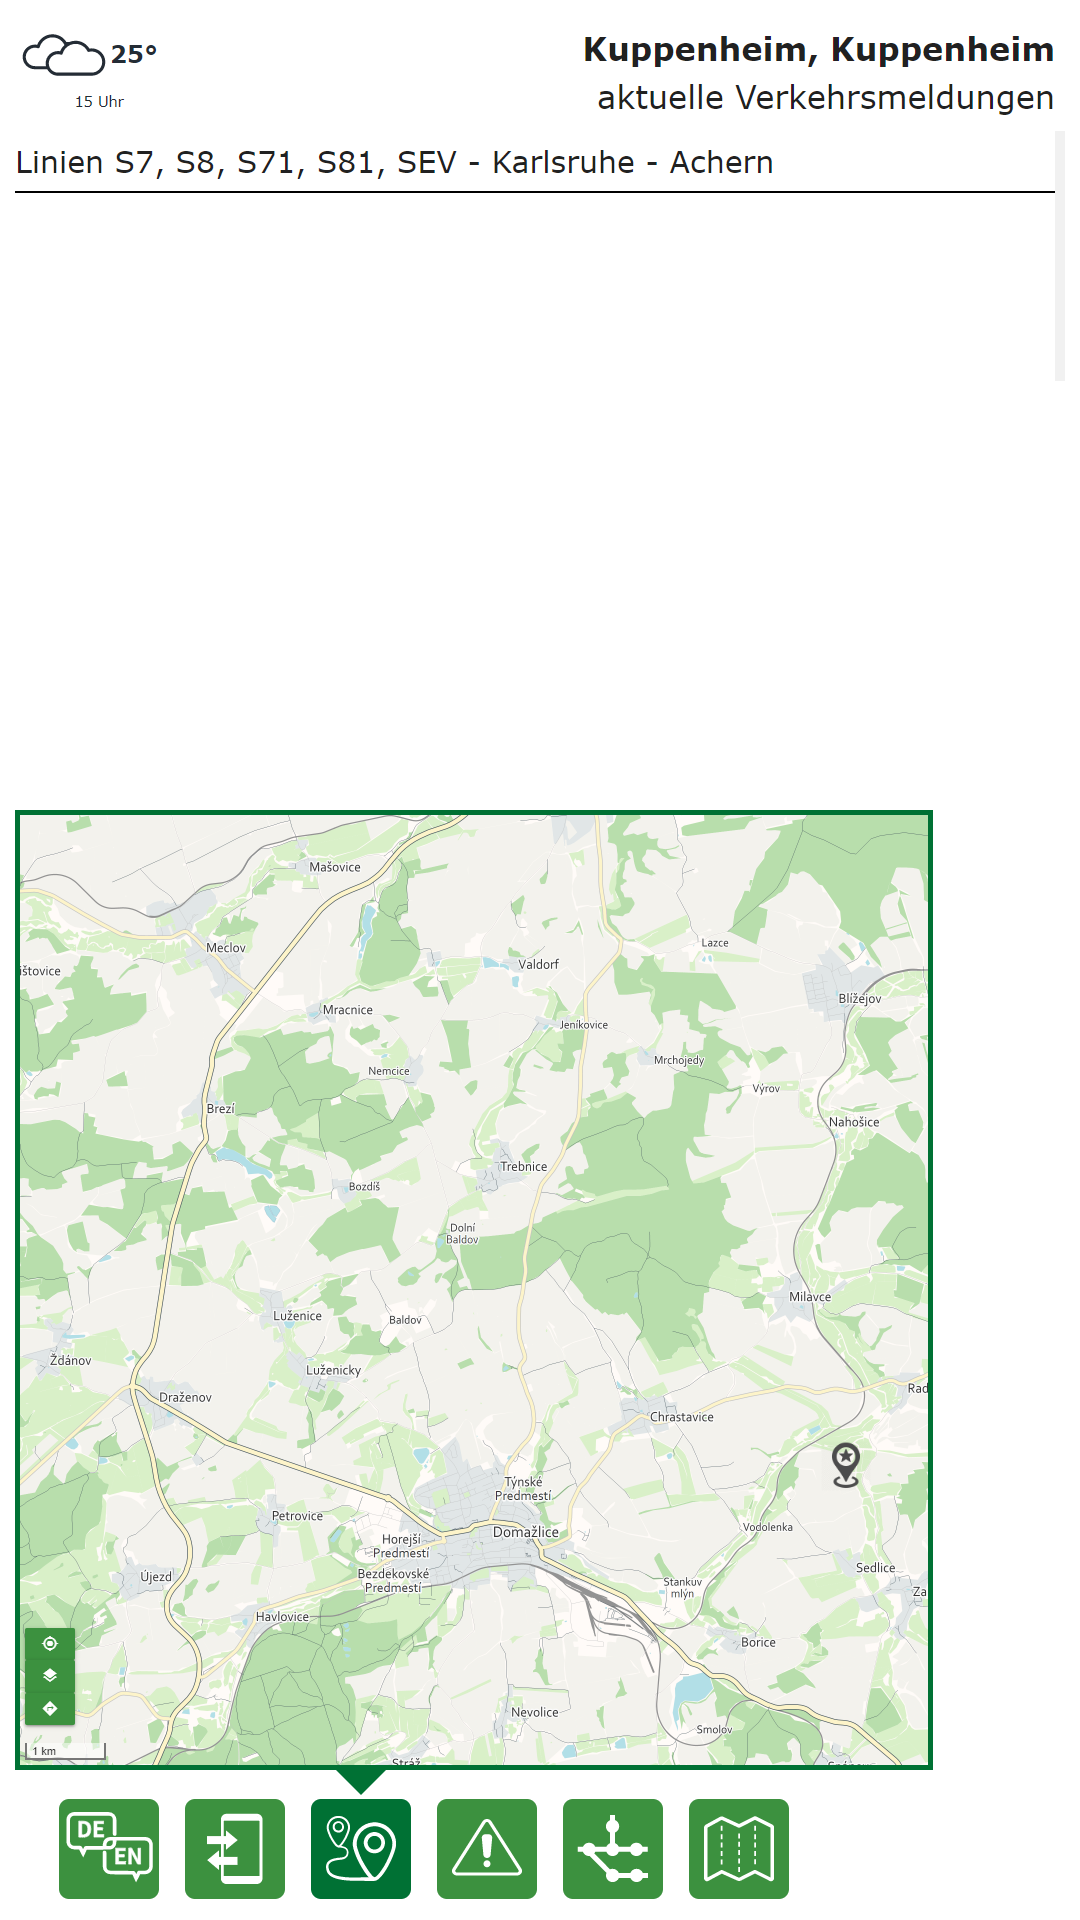 25°
15 Uhr
Kuppenheim, Kuppenheim
aktuelle Verkehrsmeldungen
Linien S7, S8, S71, S81, SEV - Karlsruhe - Achern
Mašovice
Meclov
Lazce
Valdorf
ištovice
Blížejov
Mracnice
Jeníkovice
Mrchojedy
Nemcice
Výrov
Brezí
Nahošice
Trebnice
Bozdíš
Dolní
Baldov
Milavce
Luženice
Baldov
Ždánov
Luženicky
Rad
Draženov
Chrastavice
Týnské
Predmestí
Petrovice
Vodolenka
Domažlice
Horejší
Predmestí
Sedlice
Bezdekovské
Predmestí
Újezd
Stankuv
mlýn
Za
Havlovice
Borice
Nevolice
Smolov
Stráž
1 km
DE
EN